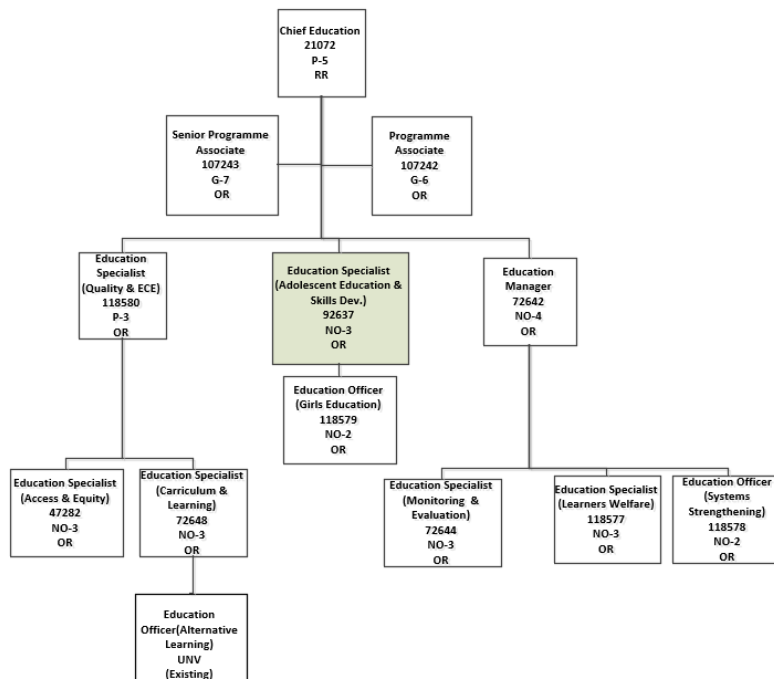 Chief Education
21072
P-5
RR
Senior Programme
Associate
107243
G-7
OR
Programme
Associate
107242
G-6
OR
Education
Specialist
(Quality & ECE)
118580
P-3
OR
Education Specialist
(Adolescent Education &
Skills Dev.)
92637
NO-3
OR
Education
Manager
72642
NO-4
OR
Education Officer
(Girls Education)
118579
NO-2
OR
Education Specialist
(Access & Equity)
47282
NO-3
OR
Education Specialist
(Carriculum &
Learning)
72648
NO-3
OR
Education Specialist
(Monitoring &
Evaluation)
72644
NO-3
OR
Education Specialist
(Learners Welfare)
118577
NO-3
OR
Education Officer
(Systems
Strengthening)
118578
NO-2
OR
Education
Officer(Alternative
Learning)
UNV
(Existing)